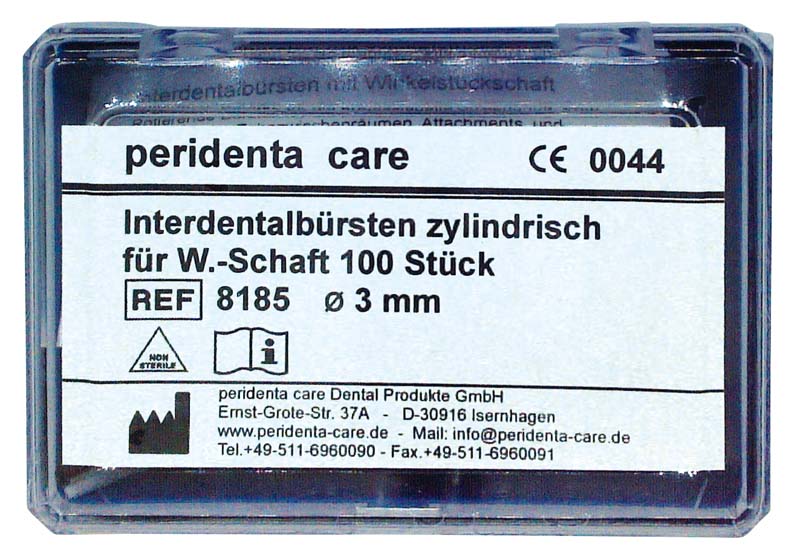 Interdentalbürsten mit Winkelstückschaft
peridenta care CE 0044
Interdentalbürsten zylindrisch
für W.-Schaft 100 Stück
REF 8185 ø 3 mm
NON
STERILE
i
peridenta care Dental Produkte GmbH
Ernst-Grote-Str. 37A - D-30916 Isernhagen
www.peridenta-care.de - Mail: info@peridenta-care.de
Tel.+49-511-6960090 - Fax.+49-511-6960091